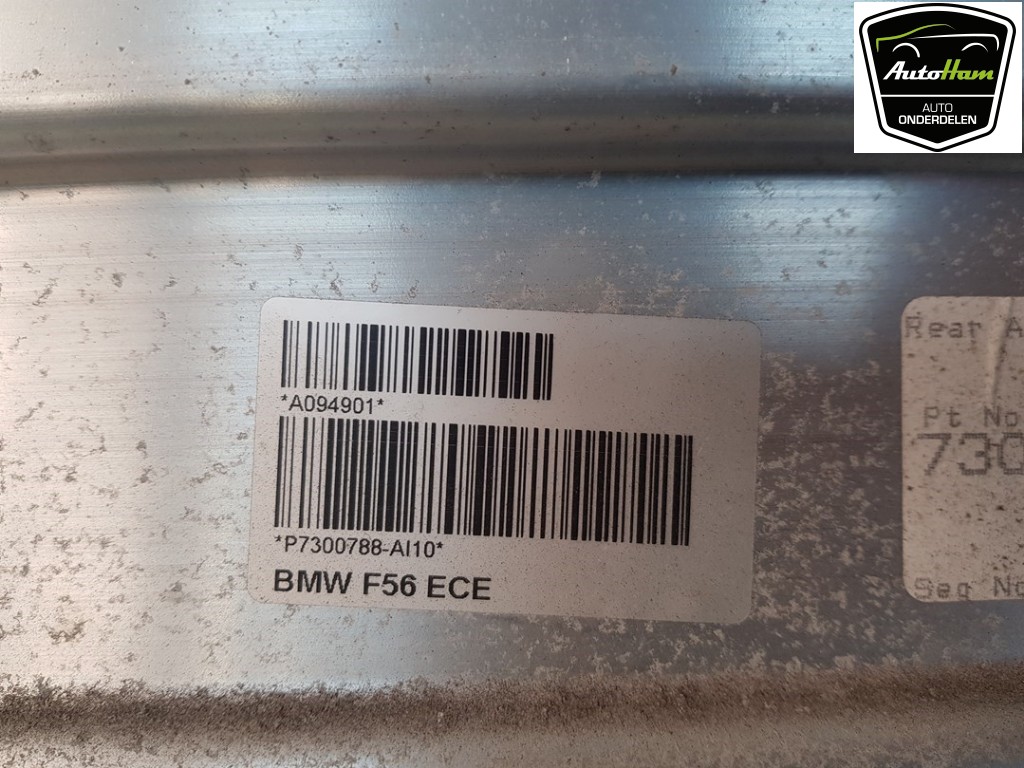 AutoHam
AUTO
ONDERDELEN
*A094901*
*P7300788-AI10*
BMW F56 ECE
Rear
Pt No
730
Seq No